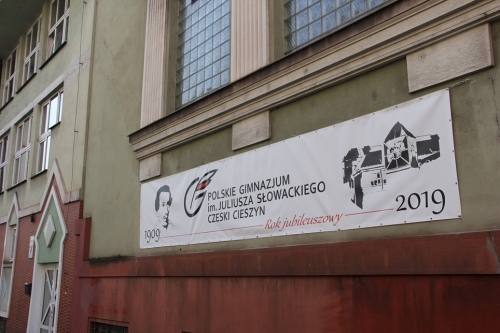 1909
POLSKIE GIMNAZJUM
im. JULIUSZA SŁOWACKIEGO
CZESKI CIESZYN
Rok jubileuszowy
2019